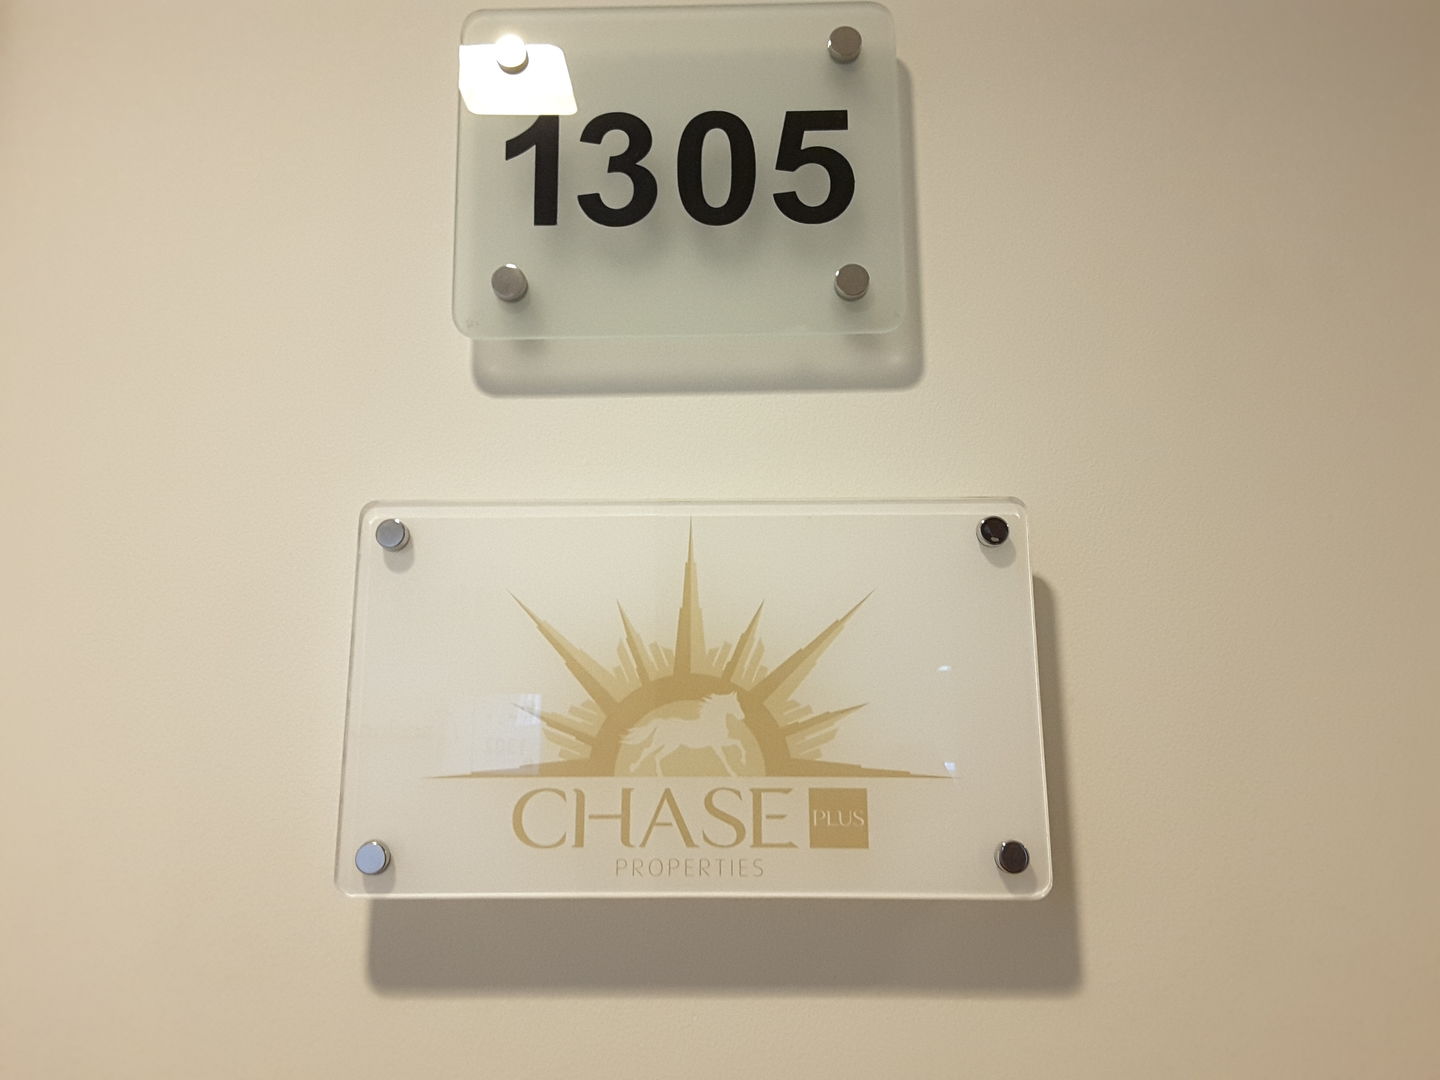 1305
CHASE PLUS
PROPERTIES